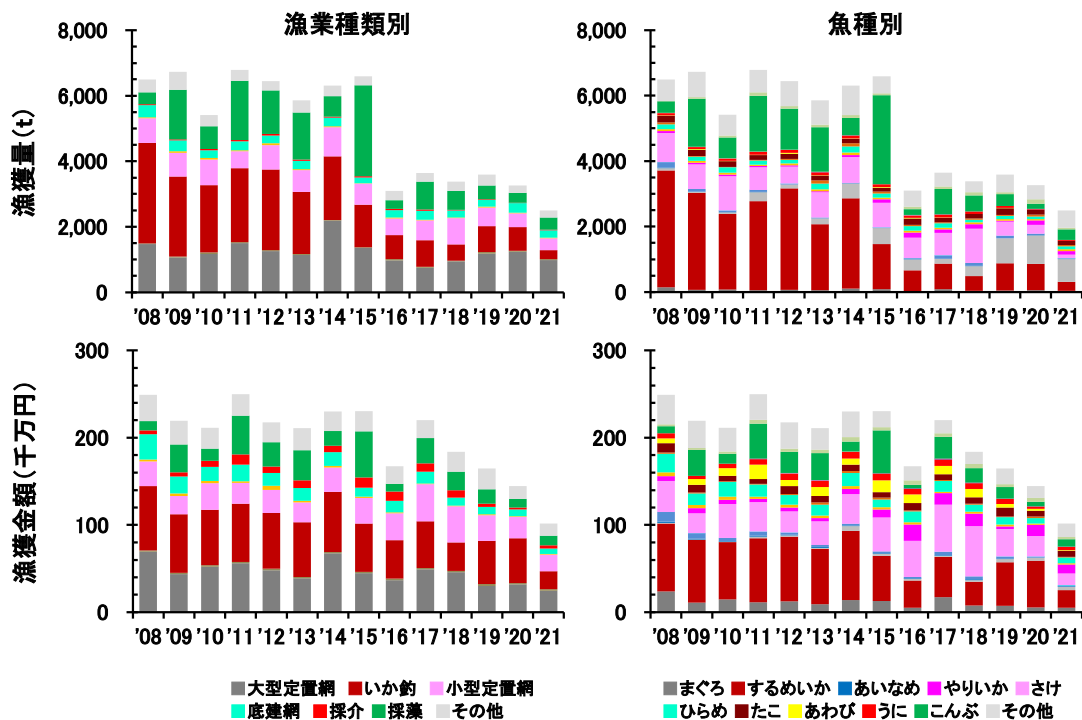 漁業種類別
魚種別
漁獲量(t)
8,000
6,000
4,000
2,000
0
'08 '09 '10 '11 '12 '13 '14 '15 '16 '17 '18 '19 '20 '21
8,000
6,000
4,000
2,000
0
'08 '09 '10 '11 '12 '13 '14 '15 '16 '17 '18 '19 '20 '21
漁獲金額(千万円)
300
200
100
0
'08 '09 '10 '11 '12 '13 '14 '15 '16 '17 '18 '19 '20 '21
300
200
100
0
'08 '09 '10 '11 '12 '13 '14 '15 '16 '17 '18 '19 '20 '21
大型定置網 いか釣 小型定置網
底建網 採介 採藻 その他
まぐろ するめいか あいなめ やりいか さけ
ひらめ たこ あわび うに こんぶ その他